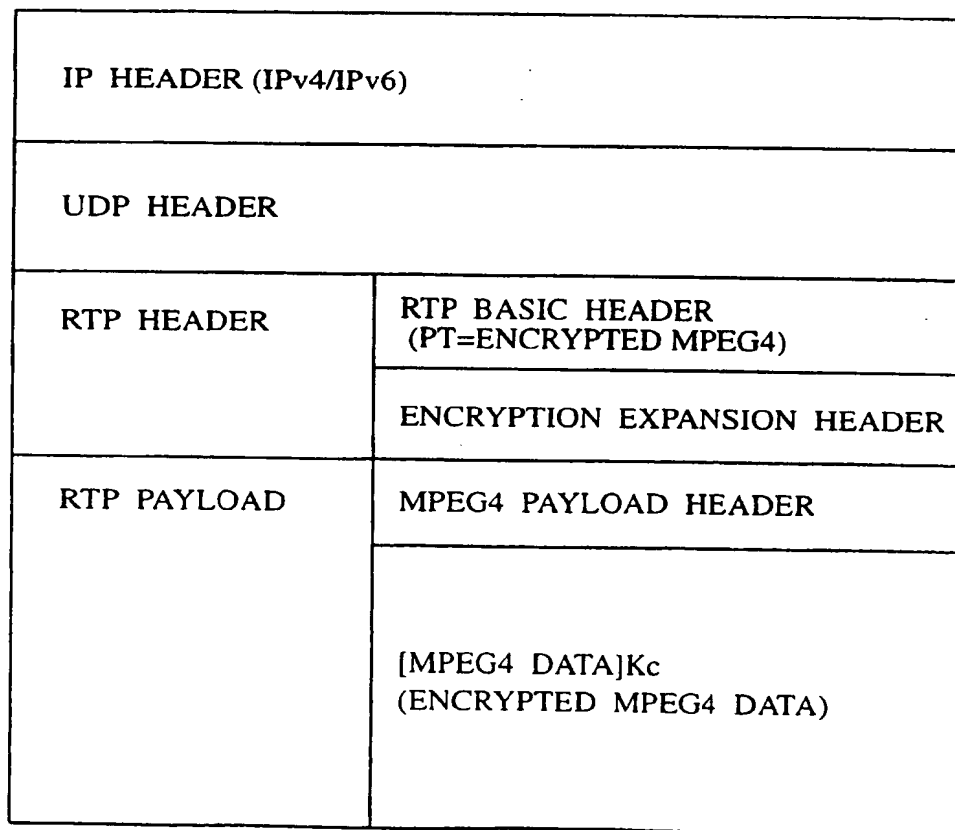 IP HEADER (IPv4/IPv6)
UDP HEADER
RTP HEADER
RTP BASIC HEADER
(PT=ENCRYPTED MPEG4)
ENCRYPTION EXPANSION HEADER
RTP PAYLOAD
MPEG4 PAYLOAD HEADER
[MPEG4 DATA]Kc
(ENCRYPTED MPEG4 DATA)